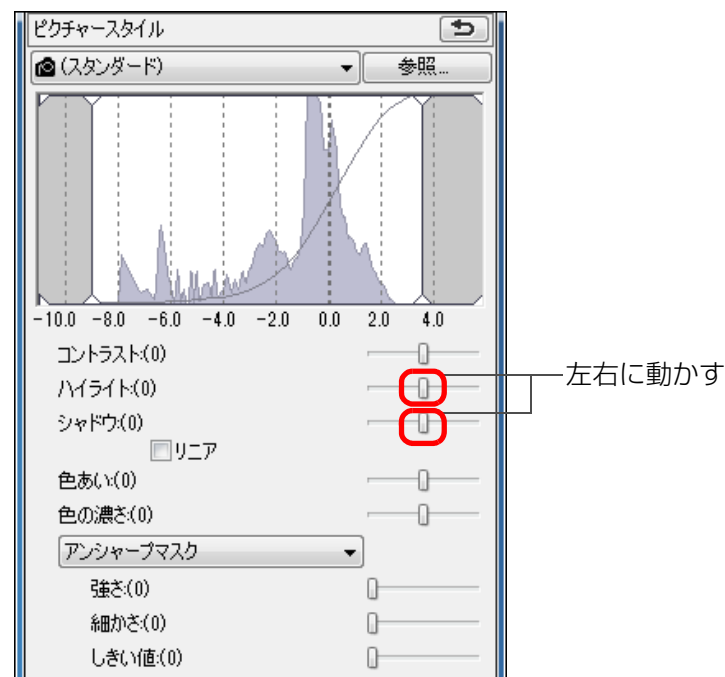 ピクチャースタイル
(スタンダード) 参照...
-10.0 -8.0 -6.0 -4.0 -2.0 0.0 2.0 4.0
コントラスト:(0)
ハイライト:(0)
左右に動かす
シャドウ:(0)
リニア
色あい:(0)
色の濃さ:(0)
アンシャープマスク
強さ:(0)
細かさ:(0)
しきい値:(0)